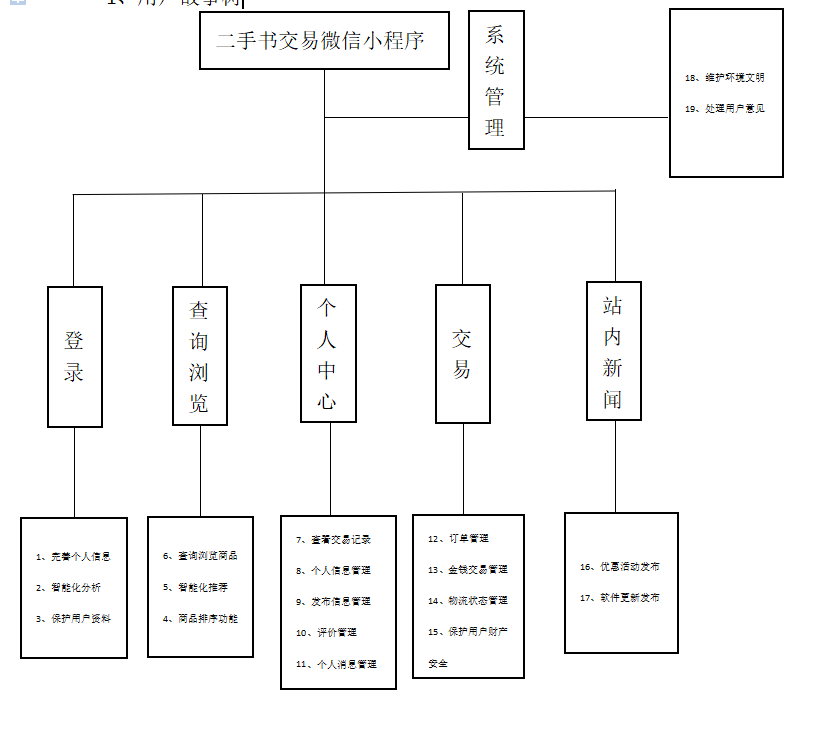 1、用户故事树
二手书交易微信小程序
系统管理
18、维护环境文明
19、处理用户意见
登录
查询浏览
个人中心
交易
站内新闻
1、完善个人信息
2、智能化分析
3、保护用户资料
6、查询浏览商品
5、智能化推荐
4、商品排序功能
7、查看交易记录
8、个人信息管理
9、发布信息管理
10、评价管理
11、个人消息管理
12、订单管理
13、金钱交易管理
14、物流状态管理
15、保护用户财产
安全
16、优惠活动发布
17、软件更新发布